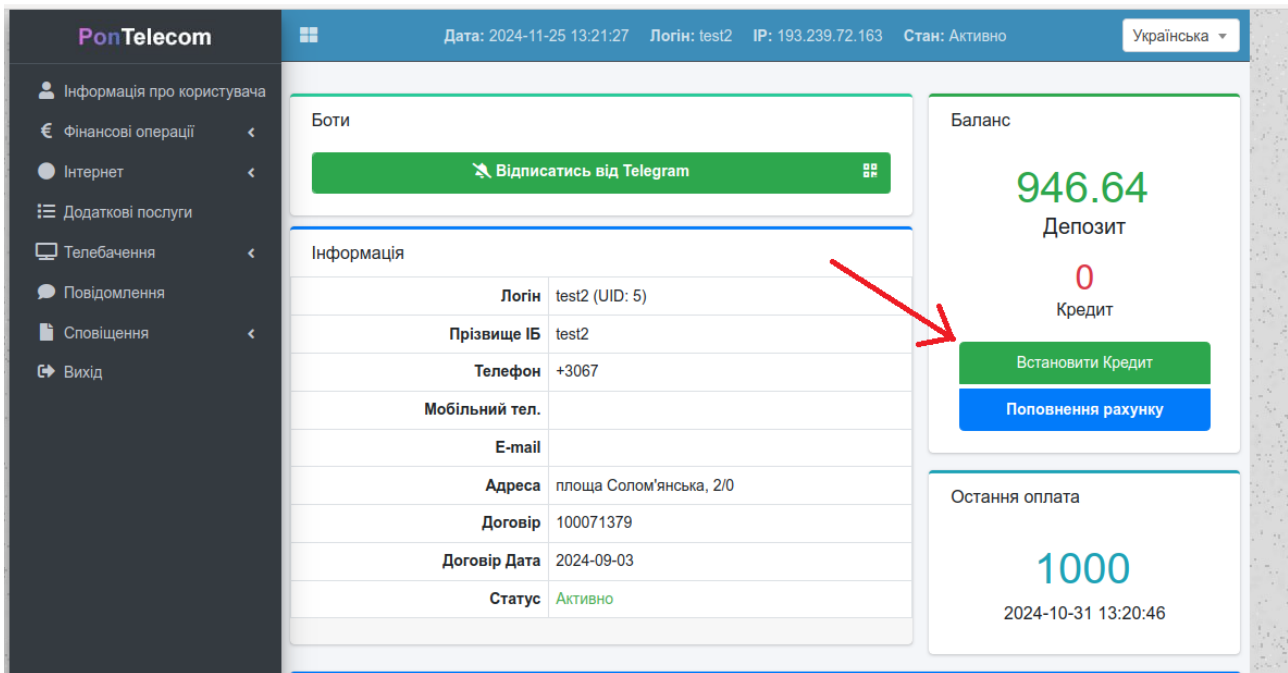 PonTelecom
Дата: 2024-11-25 13:21:27 Логін: test2 IP: 193.239.72.163 Стан: Активно
Українська
Інформація про користувача
Фінансові операції
Інтернет
Додаткові послуги
Телебачення
Повідомлення
Сповіщення
Вихід
Боти
Відписатись від Telegram
Інформація
Логін test2 (UID: 5)
Прізвище ІБ test2
Телефон +3067
Мобільний тел.
E-mail
Адреса площа Солом'янська, 2/0
Договір 100071379
Договір Дата 2024-09-03
Статус Активно
Баланс
946.64
Депозит
0
Кредит
Встановити Кредит
Поповнення рахунку
Остання оплата
1000
2024-10-31 13:20:46